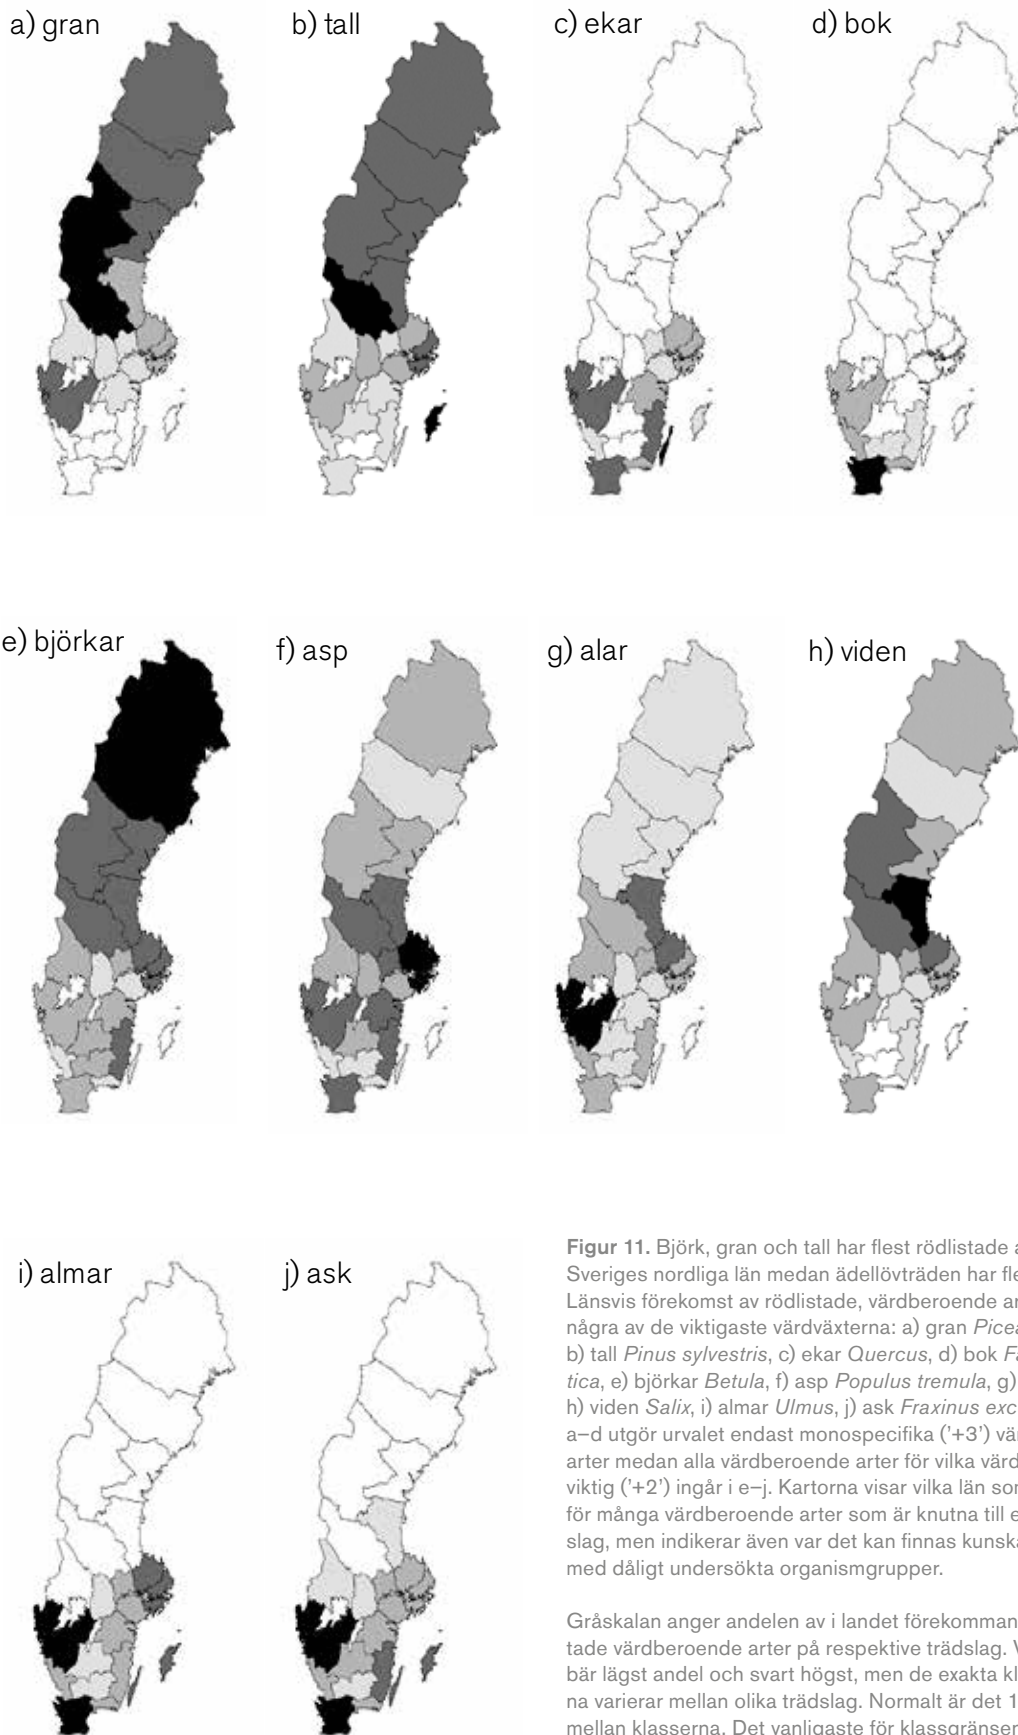 a) gran
b) tall
c) ekar
d) bok
e) björkar
f) asp
g) alar
h) viden
i) almar
j) ask
Figur 11. Björk, gran och tall har flest rödlistade
Sveriges nordliga län medan ädellövträden har
Länsvis förekomst av rödlistade, värdberoende
några av de viktigaste värdväxterna: a) gran Picea
b) tall Pinus sylvestris, c) ekar Quercus, d) bok
tica, e) björkar Betula, f) asp Populus tremula, g)
h) viden Salix, i) almar Ulmus, j) ask Fraxinus
a–d utgör urvalet endast monospecifika ('+3')
arter medan alla värdberoende arter för vilka
viktig ('+2') ingår i e–j. Kartorna visar vilka län
för många värdberoende arter som är knutna till
slag, men indikerar även var det kan finnas
med dåligt undersökta organismgrupper.
Gråskalan anger andelen av i landet
tade värdberoende arter på respektive trädslag.
bär lägst andel och svart högst, men de exakta
na varierar mellan olika trädslag. Normalt är det
mellan klasserna. Det vanligaste för